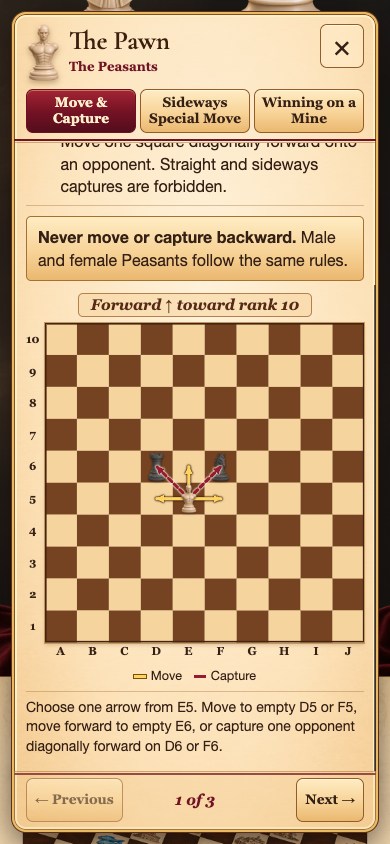 The Pawn
The Peasants
×
Move &
Capture
Sideways
Special Move
Winning on a
Mine
Move one square diagonally forward onto
an opponent. Straight and sideways
captures are forbidden.
Never move or capture backward. Male
and female Peasants follow the same rules.
Forward ↑ toward rank 10
10
9
8
7
6
5
4
3
2
1
A B C D E F G H I J
Move Capture
Choose one arrow from E5. Move to empty D5 or F5,
move forward to empty E6, or capture one opponent
diagonally forward on D6 or F6.
← Previous 1 of 3 Next →